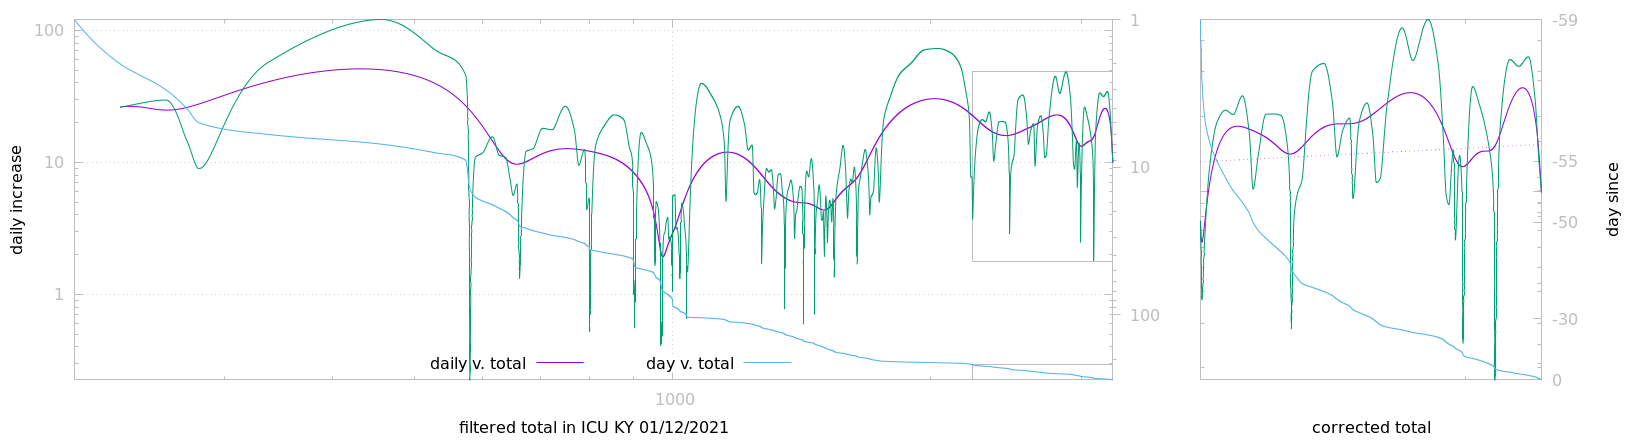 100
10
1
daily increase
daily v. total
day v. total
1000
filtered total in ICU KY 01/12/2021
1
10
100
-59
-55
-50
-30
0
day since
corrected total